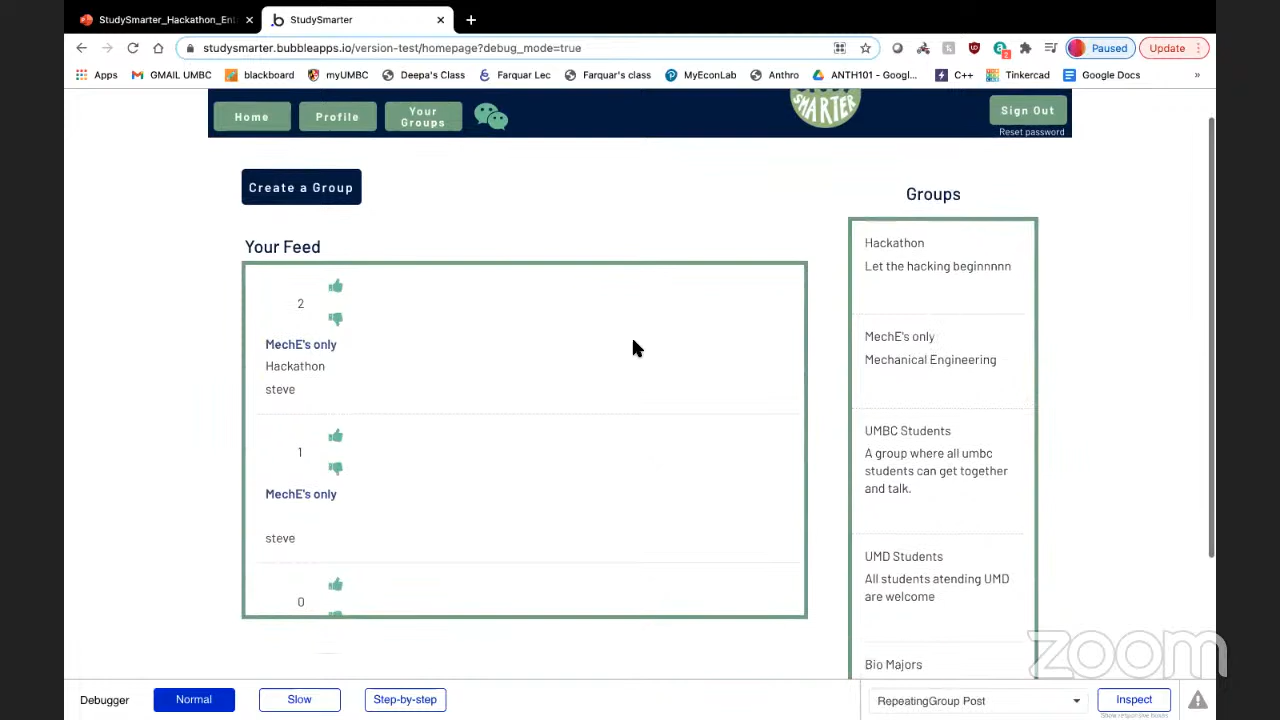 StudySmarter_Hackathon_Ent
StudySmarter
studysmarter.bubbleapps.io/version-test/homepage?debug_mode=true
Paused
Update
Apps
GMAIL UMBC
blackboard
myUMBC
Deepa's Class
Farquar Lec
Farquar's class
MyEconLab
Anthro
ANTH101 - Googl...
C++
Tinkercad
Google Docs
»
Home
Profile
Your
Groups
SMARTER
Sign Out
Reset password
Create a Group
Your Feed
2
MechE's only
Hackathon
steve
1
MechE's only
steve
0
Groups
Hackathon
Let the hacking beginnnnn
MechE's only
Mechanical Engineering
UMBC Students
A group where all umbc
students can get together
and talk.
UMD Students
All students atending UMD
are welcome
Bio Majors
zoom
Debugger
Normal
Slow
Step-by-step
RepeatingGroup Post
Inspect
Show responsive boxes